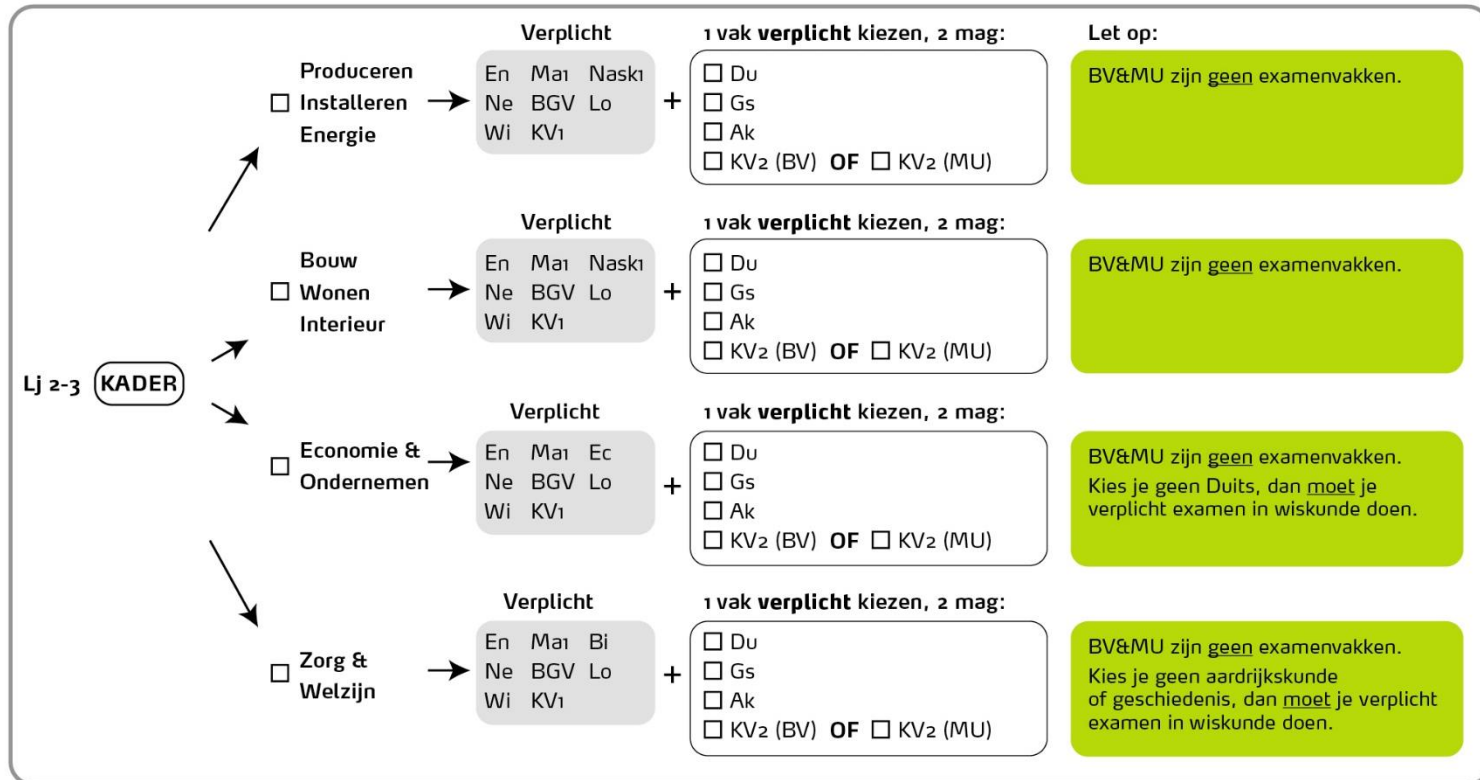 Lj 2-3 KADER
Produceren
Installeren
Energie
Verplicht
En Ma1 Nask1
Ne BGV Lo
Wi KV1
+
1 vak verplicht kiezen, 2 mag:
Du
Gs
Ak
KV2 (BV) OF KV2 (MU)
Let op:
BV&MU zijn geen examenvakken.
Bouw
Wonen
Interieur
Verplicht
En Ma1 Nask1
Ne BGV Lo
Wi KV1
+
1 vak verplicht kiezen, 2 mag:
Du
Gs
Ak
KV2 (BV) OF KV2 (MU)
BV&MU zijn geen examenvakken.
Economie &
Ondernemen
Verplicht
En Ma1 Ec
Ne BGV Lo
Wi KV1
+
1 vak verplicht kiezen, 2 mag:
Du
Gs
Ak
KV2 (BV) OF KV2 (MU)
BV&MU zijn geen examenvakken.
Kies je geen Duits, dan moet je
verplicht examen in wiskunde doen.
Zorg &
Welzijn
Verplicht
En Ma1 Bi
Ne BGV Lo
Wi KV1
+
1 vak verplicht kiezen, 2 mag:
Du
Gs
Ak
KV2 (BV) OF KV2 (MU)
BV&MU zijn geen examenvakken.
Kies je geen aardrijkskunde
of geschiedenis, dan moet je verplicht
examen in wiskunde doen.